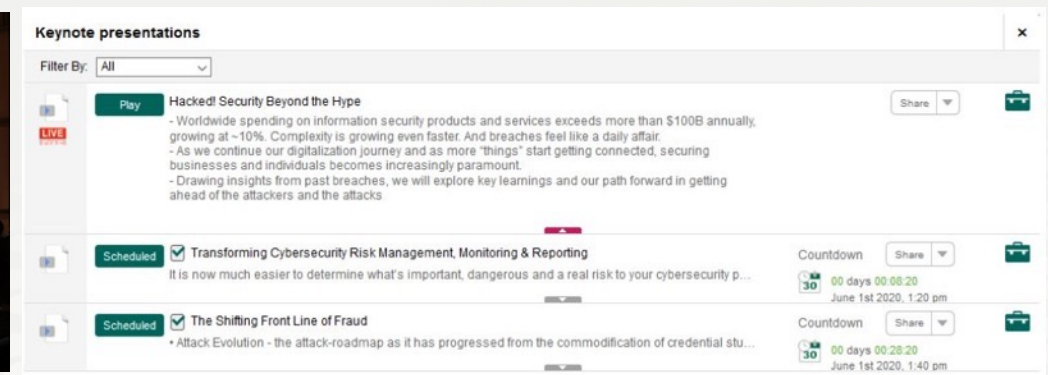 Keynote presentations
×
Filter By: All
Play
Hacked! Security Beyond the Hype
Share
LIVE
- Worldwide spending on information security products and services exceeds more than $100B annually,
growing at ~10%. Complexity is growing even faster. And breaches feel like a daily affair.
- As we continue our digitalization journey and as more "things" start getting connected, securing
businesses and individuals becomes increasingly paramount.
- Drawing insights from past breaches, we will explore key learnings and our path forward in getting
ahead of the attackers and the attacks
Scheduled
Transforming Cybersecurity Risk Management, Monitoring & Reporting
Countdown
Share
It is now much easier to determine what's important, dangerous and a real risk to your cybersecurity p...
30
00 days 00:08:20
June 1st 2020, 1:20 pm
Scheduled
The Shifting Front Line of Fraud
Countdown
Share
• Attack Evolution - the attack-roadmap as it has progressed from the commodification of credential stu...
30
00 days 00:28:20
June 1st 2020, 1:40 pm